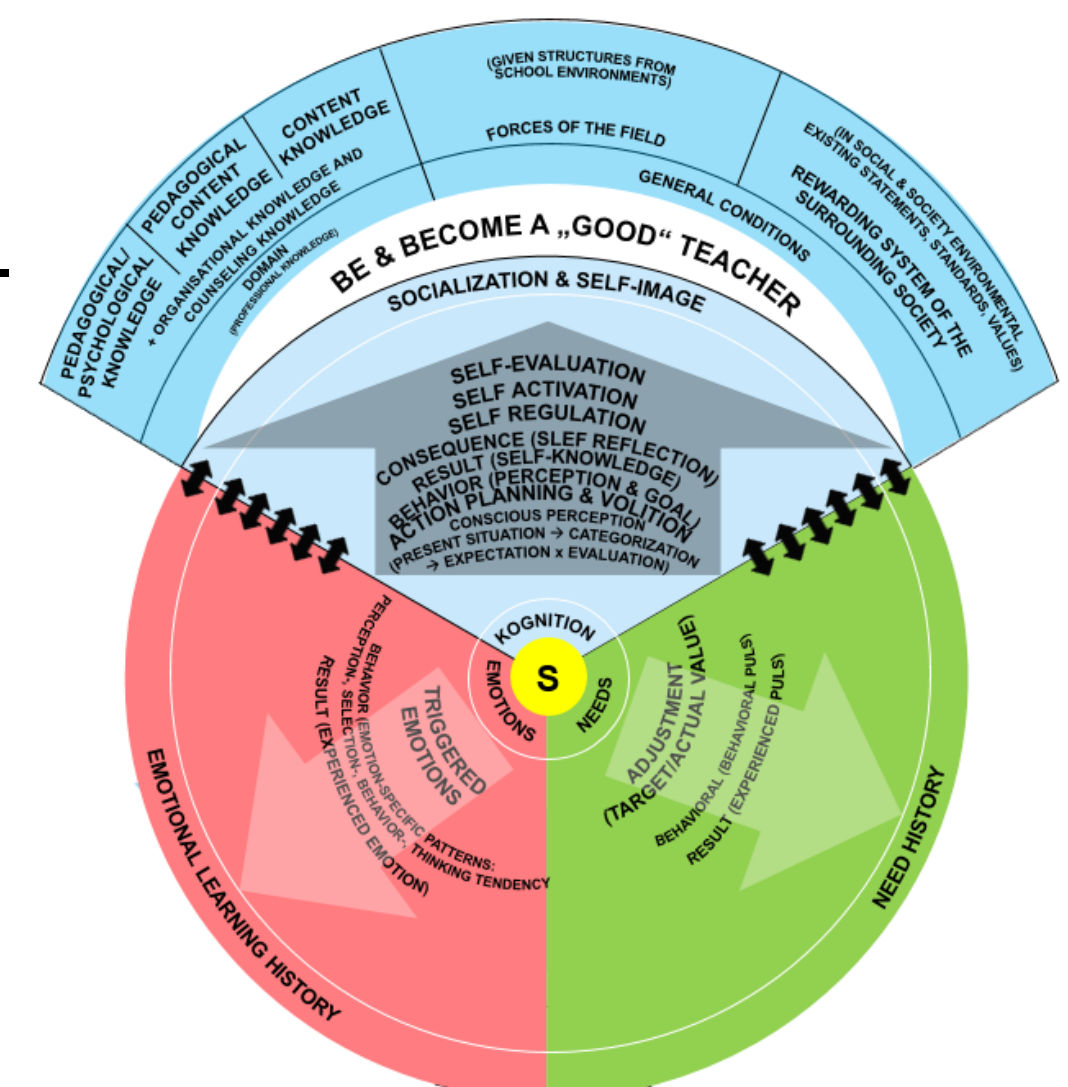 (GIVEN STRUCTURES FROM
SCHOOL ENVIRONMENTS)
FORCES OF THE FIELD
CONTENT
KNOWLEDGE
PEDAGOGICAL
CONTENT
KNOWLEDGE
PEDAGOGICAL/
PSYCHOLOGICAL
KNOWLEDGE
+ ORGANISATIONAL KNOWLEDGE AND
COUNSELING KNOWLEDGE
DOMAIN
(PROFESSIONAL KNOWLEDGE)
GENERAL CONDITIONS
(IN SOCIAL & SOCIETY ENVIRONMENTAL
EXISTING STATEMENTS, STANDARDS, VALUES)
REWARDING SYSTEM OF THE
SURROUNDING SOCIETY
BE & BECOME A „GOOD“ TEACHER
SOCIALIZATION & SELF-IMAGE
SELF-EVALUATION
SELF ACTIVATION
SELF REGULATION
CONSEQUENCE (SLEF REFLECTION)
RESULT (SELF-KNOWLEDGE)
BEHAVIOR (PERCEPTION & GOAL)
ACTION PLANNING & VOLITION
CONSCIOUS PERCEPTION
(PRESENT SITUATION → CATEGORIZATION
→ EXPECTATION x EVALUATION)
KOGNITION
S
EMOTIONS
NEEDS
TRIGGERED
EMOTIONS
BEHAVIOR (EMOTION-SPECIFIC PATTERNS:
PERCEPTION-, SELECTION-, BEHAVIOR-, THINKING TENDENCY
RESULT (EXPERIENCED EMOTION)
EMOTIONAL LEARNING HISTORY
ADJUSTMENT
(TARGET/ACTUAL VALUE)
BEHAVIORAL (BEHAVIORAL PULS)
RESULT (EXPERIENCED PULS)
NEED HISTORY